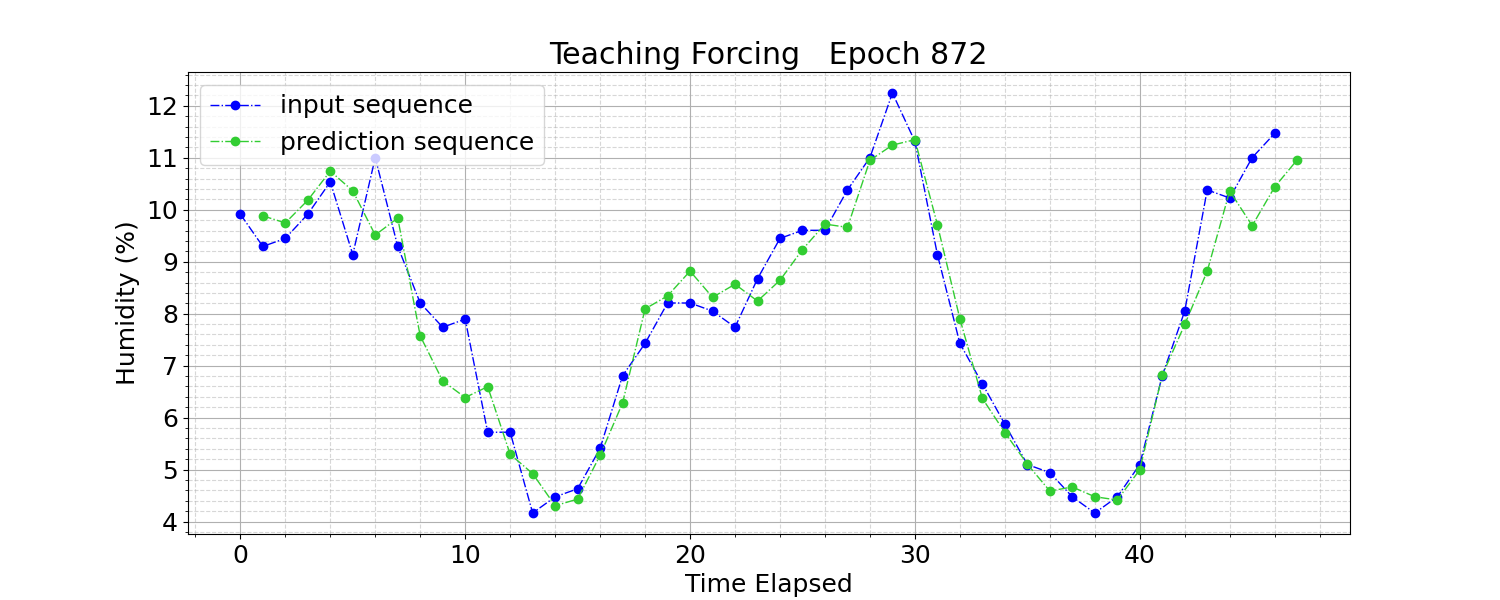 Teaching Forcing   Epoch 872
input sequence
prediction sequence
Humidity (%)
12
11
10
9
8
7
6
5
4
0 10 20 30 40
Time Elapsed